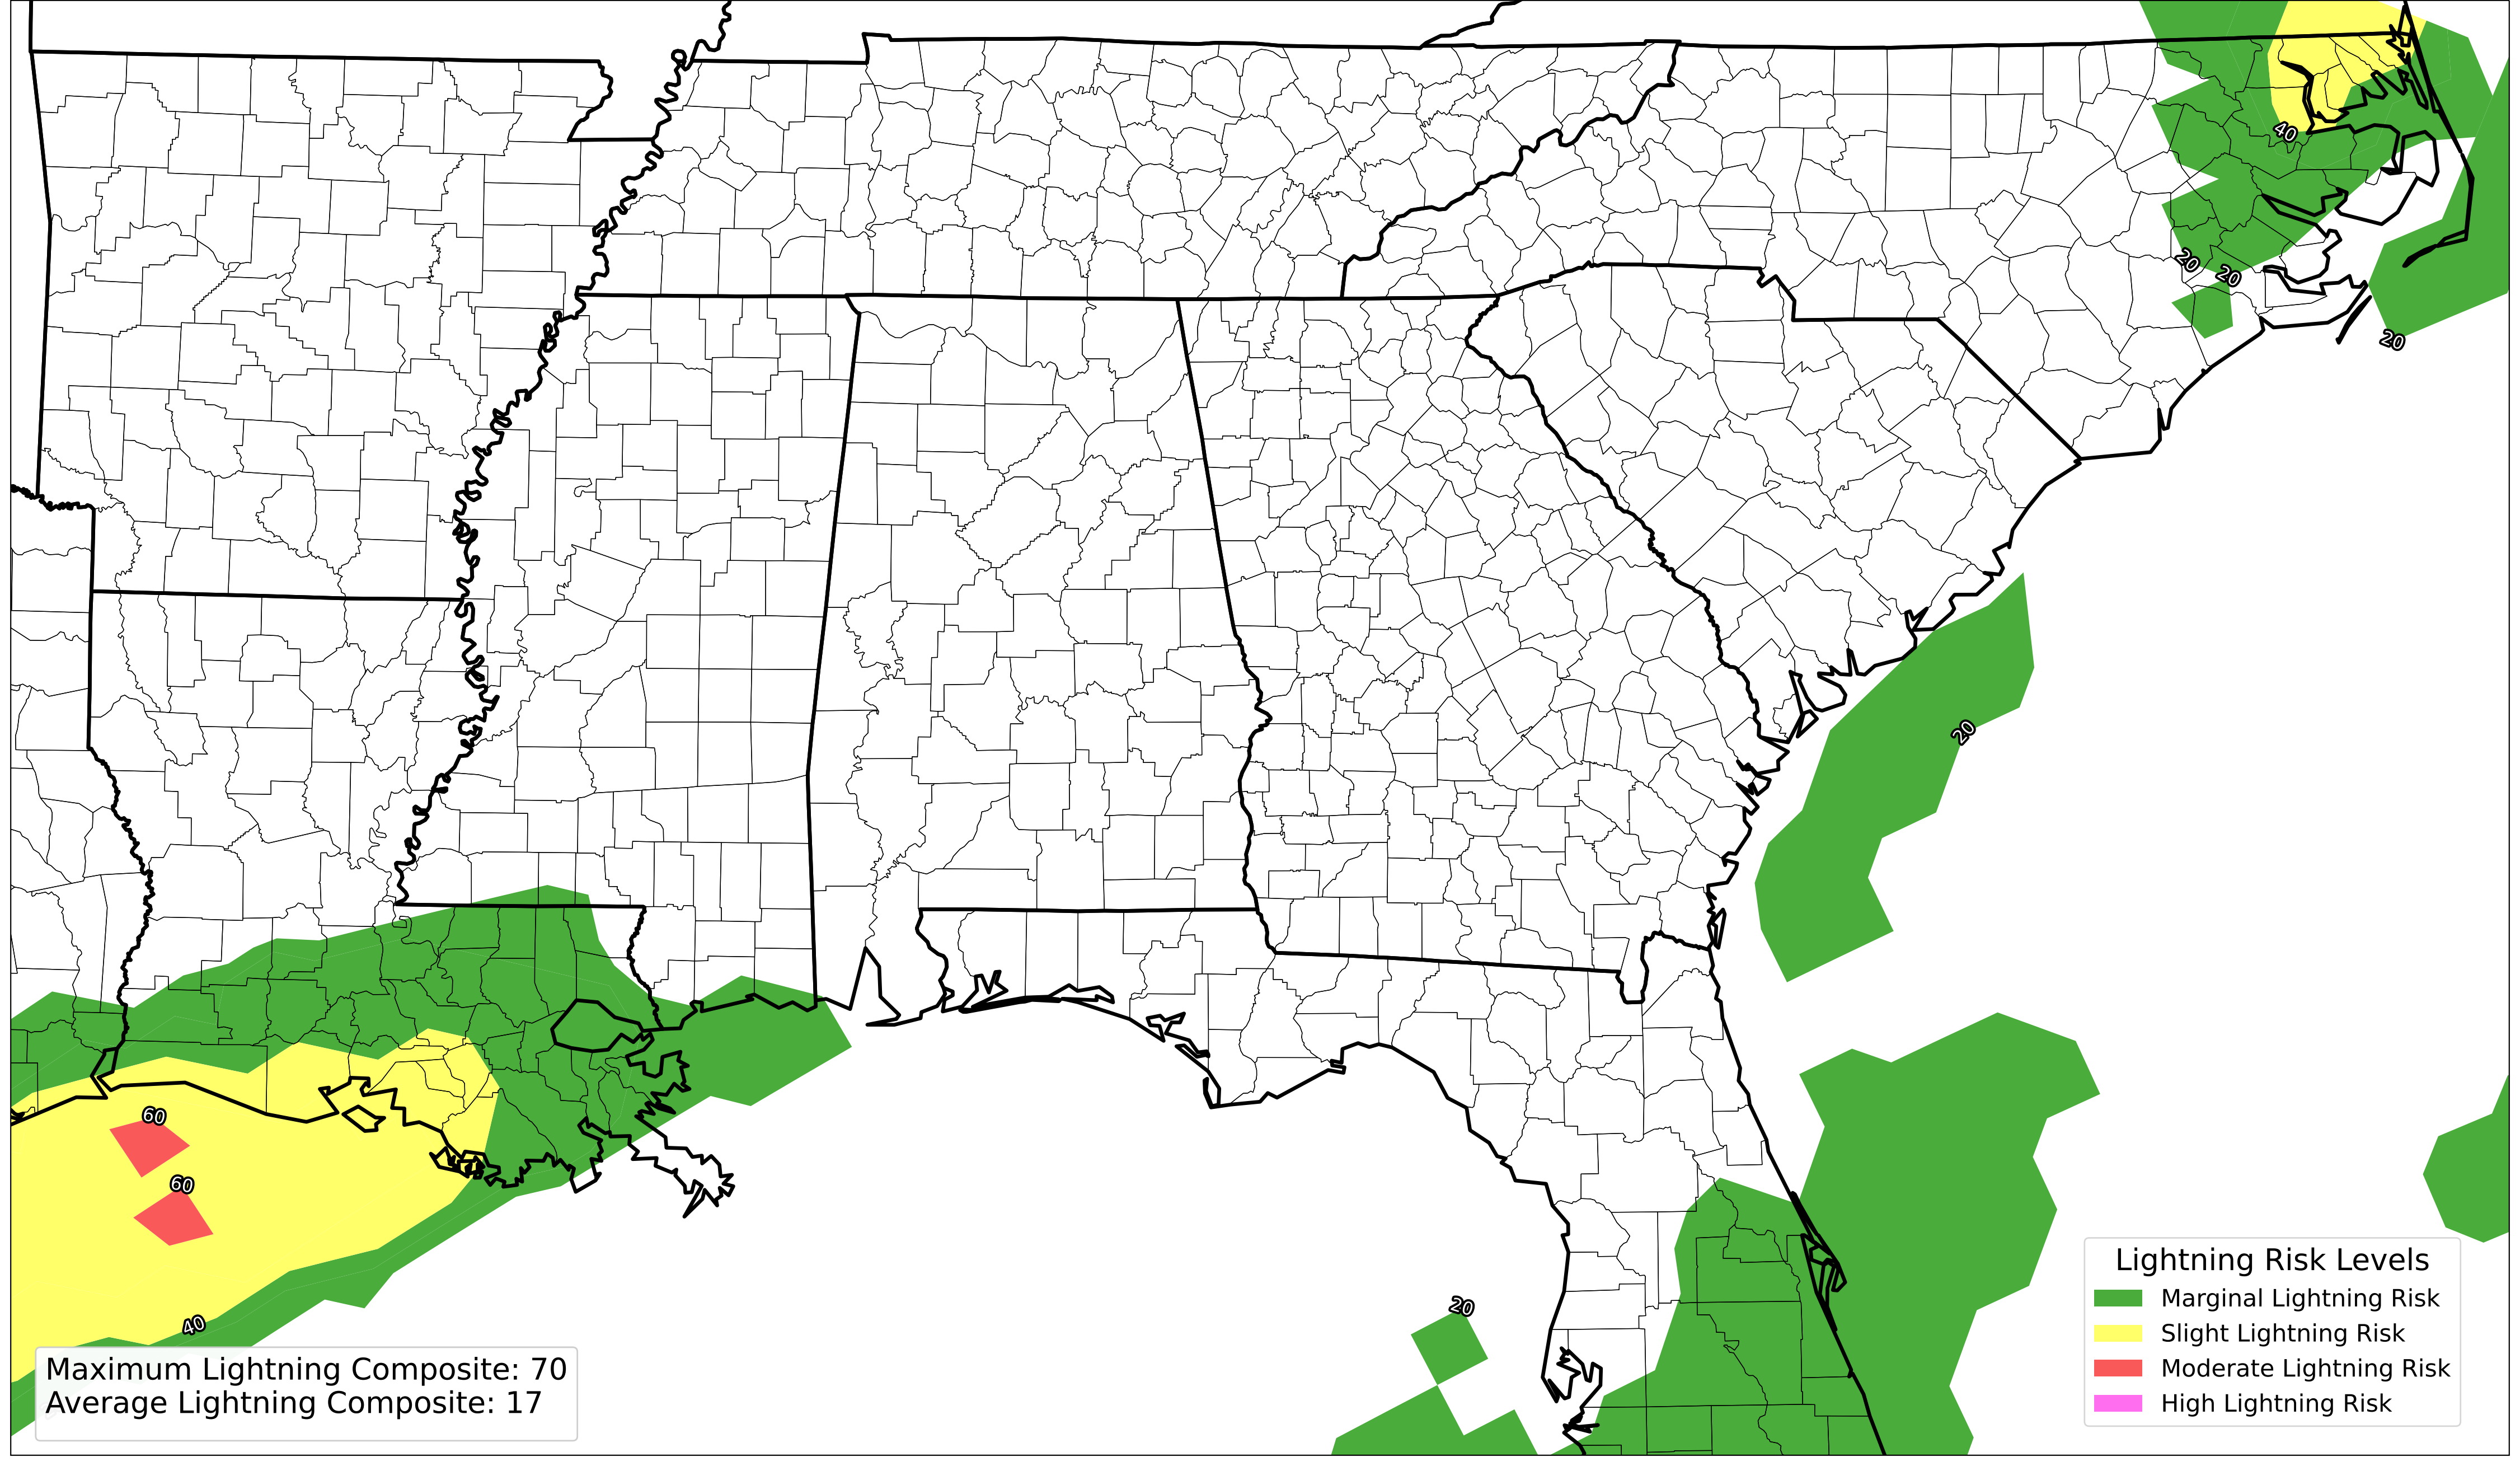 40
20
20
20
20
60
60
40
20
Maximum Lightning Composite: 70
Average Lightning Composite: 17
Lightning Risk Levels
Marginal Lightning Risk
Slight Lightning Risk
Moderate Lightning Risk
High Lightning Risk